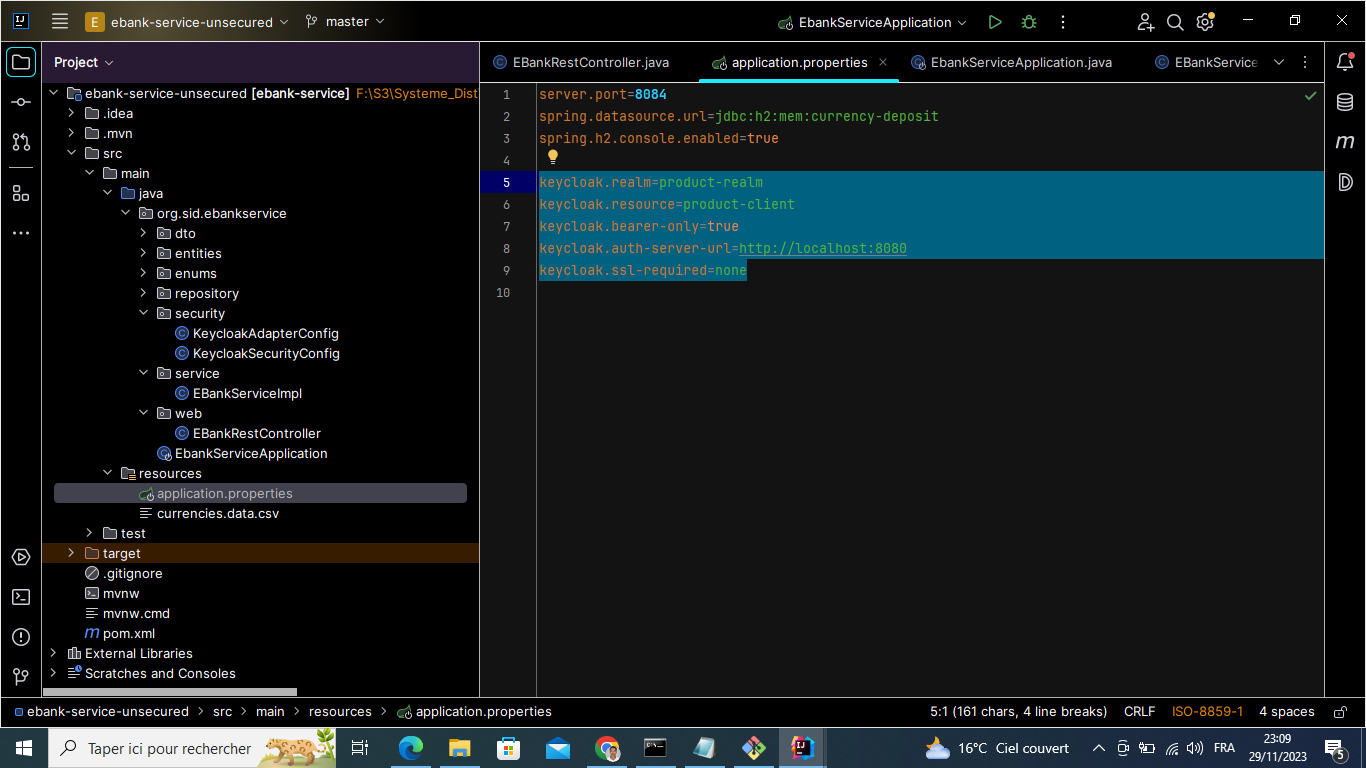 E ebank-service-unsecured master EbankServiceApplication
Project
EBankRestController.java application.properties EbankServiceApplication.java EBankService
ebank-service-unsecured [ebank-service] F:\S3\Systeme_Dist
.idea
.mvn
src
main
java
org.sid.ebankservice
dto
entities
enums
repository
security
KeycloakAdapterConfig
KeycloakSecurityConfig
service
EBankServiceImpl
web
EBankRestController
EbankServiceApplication
resources
application.properties
currencies.data.csv
test
target
.gitignore
mvnw
mvnw.cmd
pom.xml
External Libraries
Scratches and Consoles
1 server.port=8084
2 spring.datasource.url=jdbc:h2:mem:currency-deposit
3 spring.h2.console.enabled=true
4
5 keycloak.realm=product-realm
6 keycloak.resource=product-client
7 keycloak.bearer-only=true
8 keycloak.auth-server-url=http://localhost:8080
9 keycloak.ssl-required=none
10
ebank-service-unsecured > src > main > resources > application.properties
5:1 (161 chars, 4 line breaks) CRLF ISO-8859-1 4 spaces
Taper ici pour rechercher
16°C Ciel couvert
FRA
23:09
29/11/2023
5